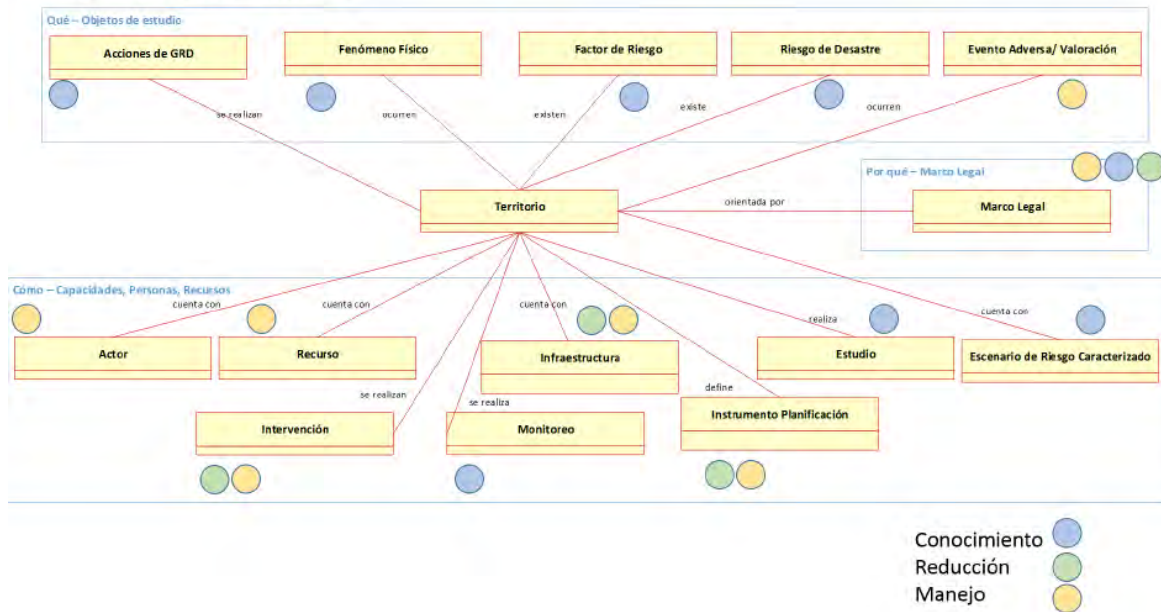 Qué – Objetos de estudio
Acciones de GRD
Fenómeno Físico
Factor de Riesgo
Riesgo de Desastre
Evento Adversa/ Valoración
se realizan
ocurren
existen
existe
ocurren
Por qué – Marto Legal
Territorio
orientada por
Marco Legal
Cómo – Capacidades, Personas, Recursos
cuenta con
cuenta con
cuenta con
realiza
cuenta con
Actor
Recurso
Infraestructura
Estudio
Escenario de Riesgo Caracterizado
se realizan
se realiza
define
Intervención
Monitoreo
Instrumento Planificación
Conocimiento
Reducción
Manejo